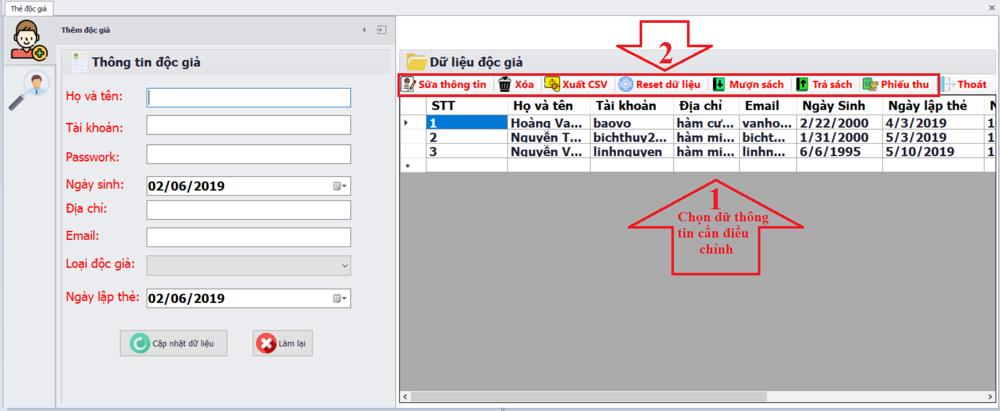 Thẻ độc giả
Thêm độc giả
Thông tin độc giả
Họ và tên:
Tài khoản:
Passwork:
Ngày sinh:
02/06/2019
Địa chỉ:
Email:
Loại độc giả:
Ngày lập thẻ:
02/06/2019
Cập nhật dữ liệu
Làm lại
2
Dữ liệu độc giả
Sữa thông tin Xóa Xuất CSV Reset dữ liệu Mượn sách Trả sách Phiếu thu Thoát
STT Họ và tên Tài khoản Địa chỉ Email Ngày Sinh Ngày lập thẻ N
1 Hoàng Va... baovo hàm cư... vanho... 2/22/2000 4/3/2019 1
2 Nguyễn T... bichthuy2... hàm mi... bicht... 1/31/2000 5/3/2019 1
3 Nguyễn V... linhnguyen hàm mi... linhn... 6/6/1995 5/10/2019 1
1
Chọn dữ thông
tin cần điều
chỉnh